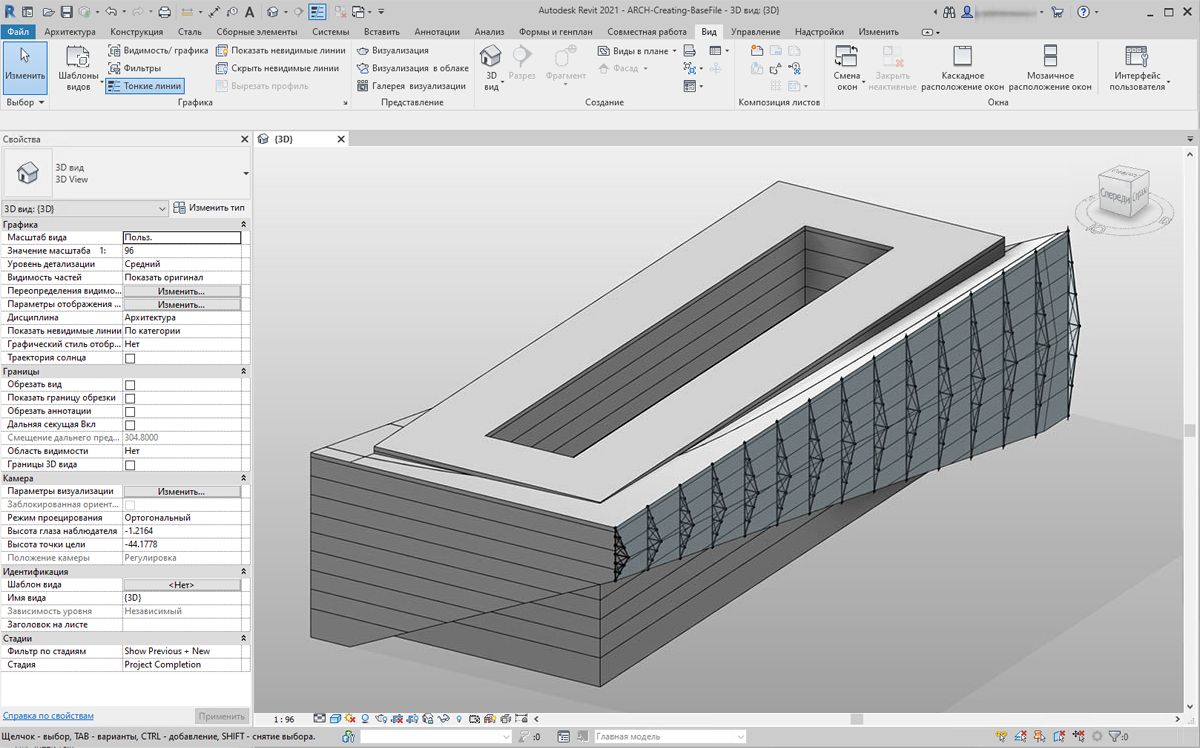 Autodesk Revit 2021 - ARCH-Creating-BaseFile - 3D вид: {3D}
Файл Архитектура Конструкция Сталь Сборные элементы Системы Вставить Аннотации Анализ Формы и генплан Совместная работа Вид Управление Надстройки Изменить
Изменить
Шаблоны видов
Видимость/ графика
Фильтры
Тонкие линии
Показать невидимые линии
Скрыть невидимые линии
Вырезать профиль
Визуализация
Визуализация в облаке
Галерея визуализации
3D вид
Разрез
Фрагмент
Виды в плане
Фасад
Смена окон
Закрыть неактивные
Каскадное расположение окон
Мозаичное расположение окон
Интерфейс пользователя
Выбор
Графика
Представление
Создание
Композиция листов
Окна
Свойства
{3D}
3D вид
3D View
3D вид: {3D}
Изменить тип
Графика
Масштаб вида Польз.
Значение масштаба 1: 96
Уровень детализации Средний
Видимость частей Показать оригинал
Переопределения видимо... Изменить...
Параметры отображения ... Изменить...
Дисциплина Архитектура
Показать невидимые линии По категории
Графический стиль отобр... Нет
Траектория солнца
Границы
Обрезать вид
Показать границу обрезки
Обрезать аннотации
Дальняя секущая Вкл
Смещение дальнего пред... 304.8000
Область видимости Нет
Границы 3D вида
Камера
Параметры визуализации Изменить...
Заблокированная ориент...
Режим проецирования Ортогональный
Высота глаза наблюдателя -1.2164
Высота точки цели -44.1778
Положение камеры Регулировка
Идентификация
Шаблон вида <Нет>
Имя вида {3D}
Зависимость уровня Независимый
Заголовок на листе
Стадии
Фильтр по стадиям Show Previous + New
Стадия Project Completion
Справка по свойствам
Применить
Спереди
1 : 96
Щелчок - выбор, TAB - варианты, CTRL - добавление, SHIFT - снятие выбора.
:0
Главная модель
:0